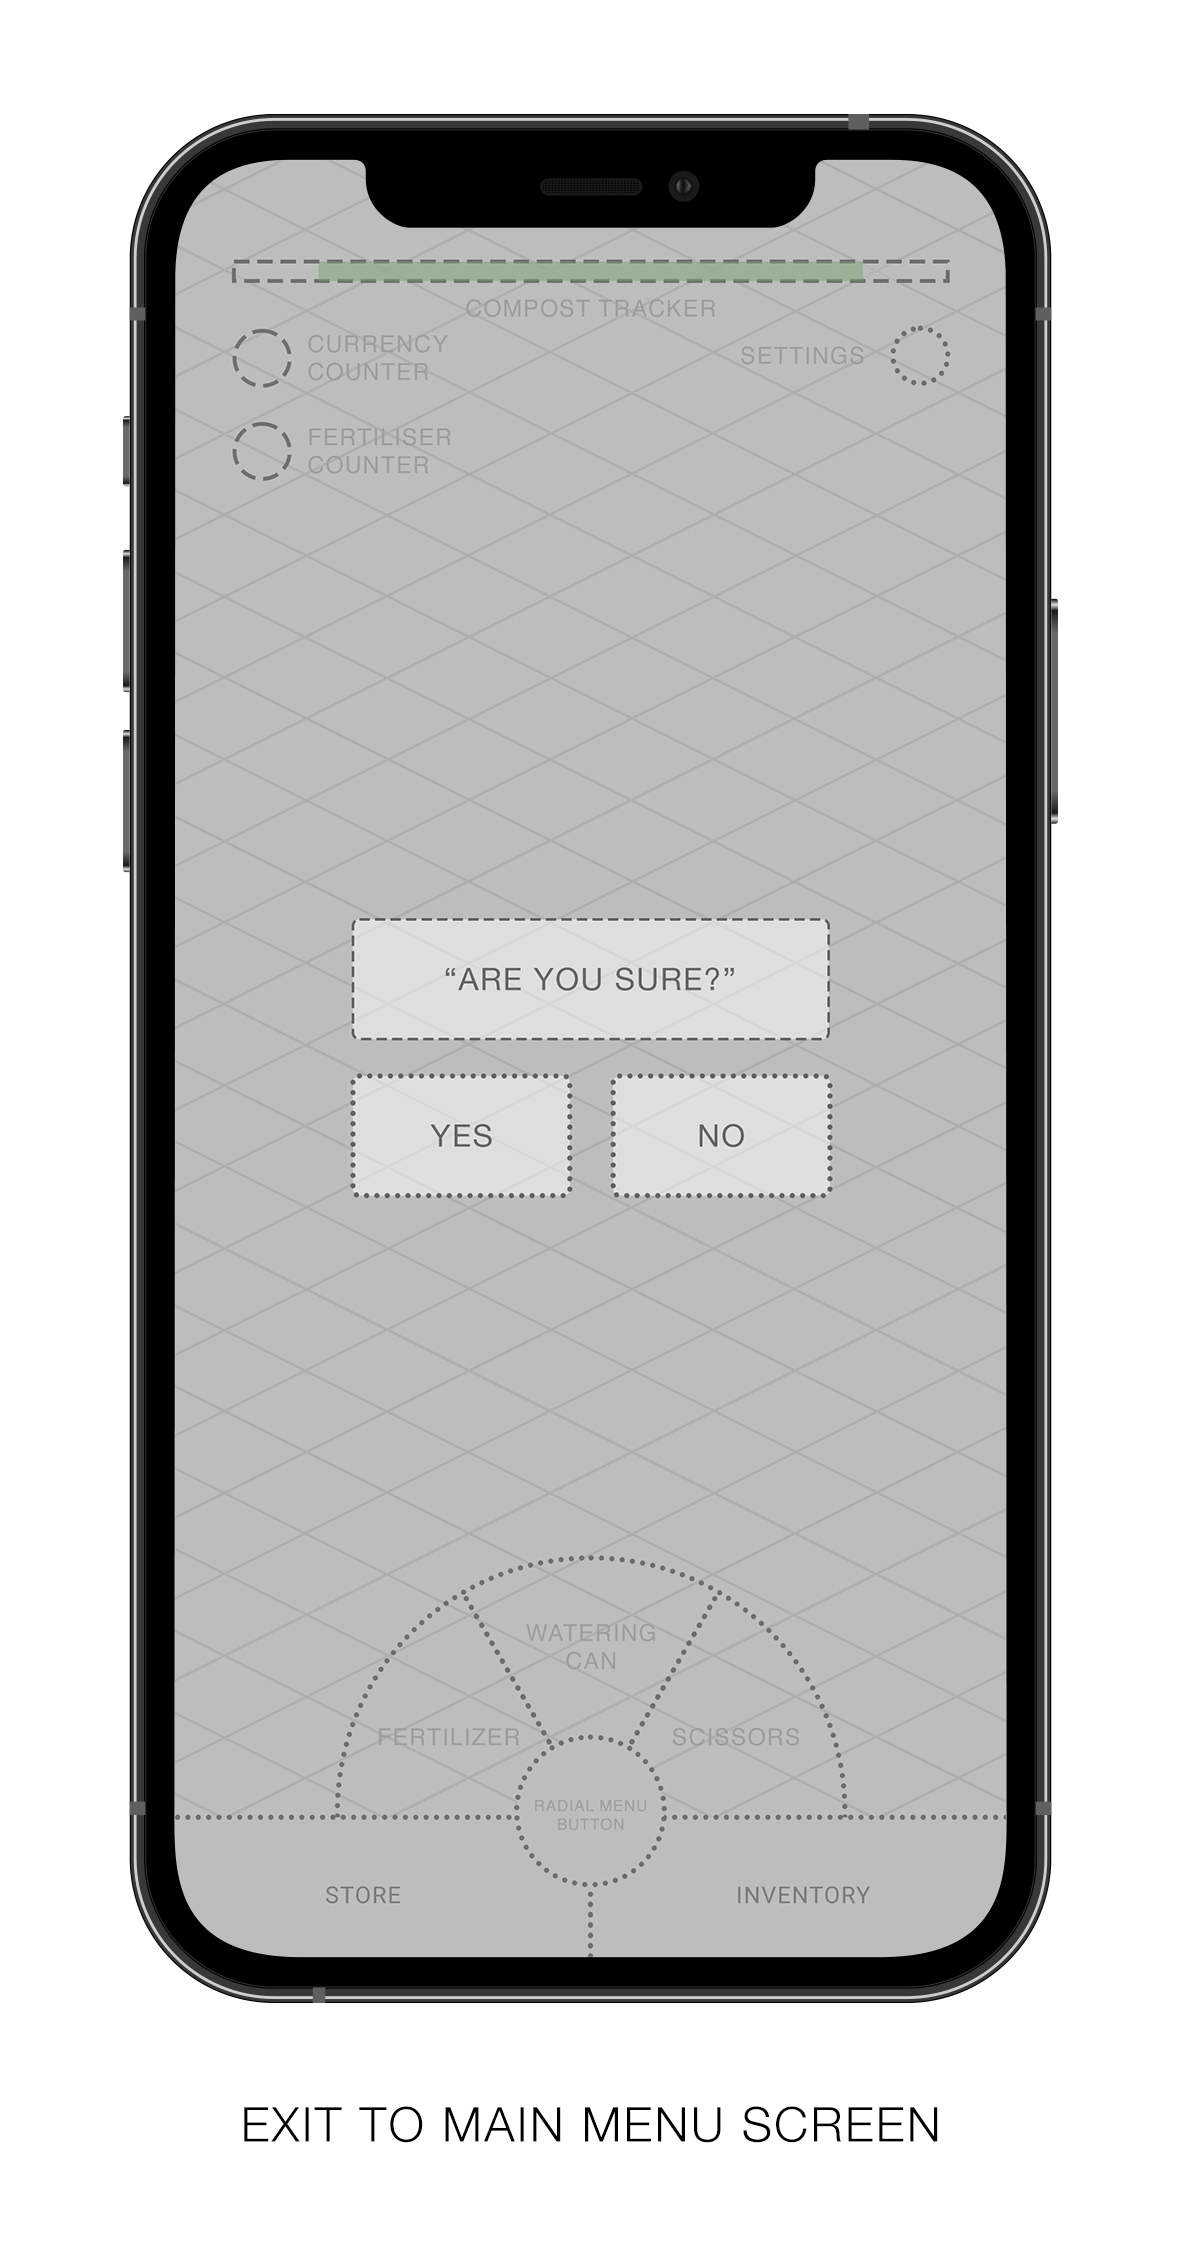 COMPOST TRACKER
CURRENCY
COUNTER
SETTINGS
FERTILISER
COUNTER
“ARE YOU SURE?”
YES
NO
WATERING
CAN
FERTILIZER
SCISSORS
RADIAL MENU
BUTTON
STORE
INVENTORY
EXIT TO MAIN MENU SCREEN